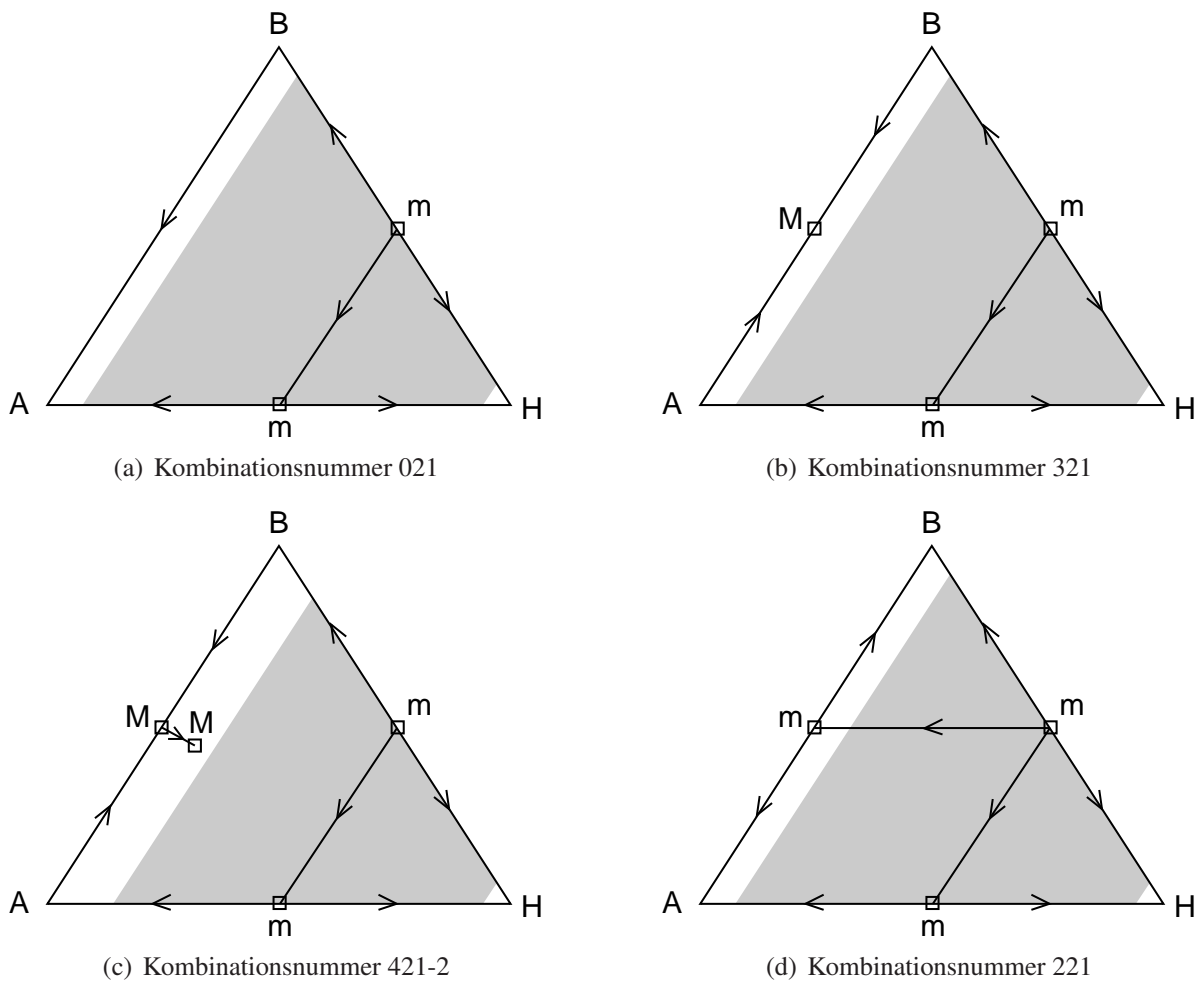 B B
m M m
A H A H
m m
(a) Kombinationsnummer 021 (b) Kombinationsnummer 321
B B
M M m m m
A H A H
m m
(c) Kombinationsnummer 421-2 (d) Kombinationsnummer 221